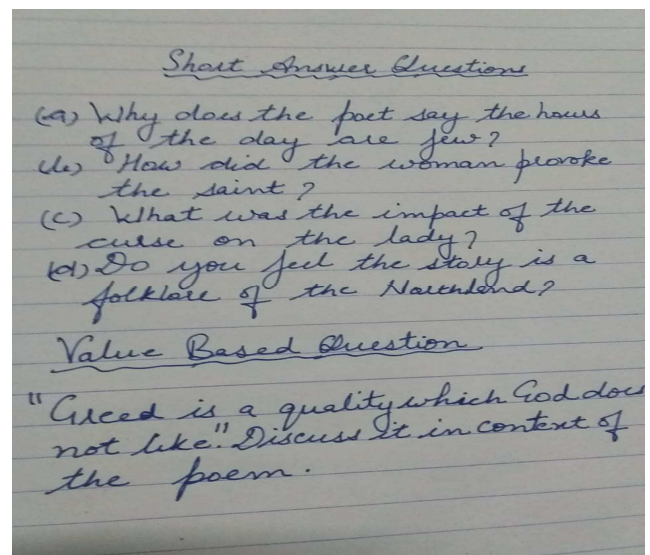 Short Answer Questions
(a) Why does the poet say the hours
of the day are few?
(b) How did the woman provoke
the saint?
(c) What was the impact of the
curse on the lady?
(d) Do you feel the story is a
folklore of the Northland?
Value Based Question
"Greed is a quality which God does
not like". Discuss it in context of
the poem.